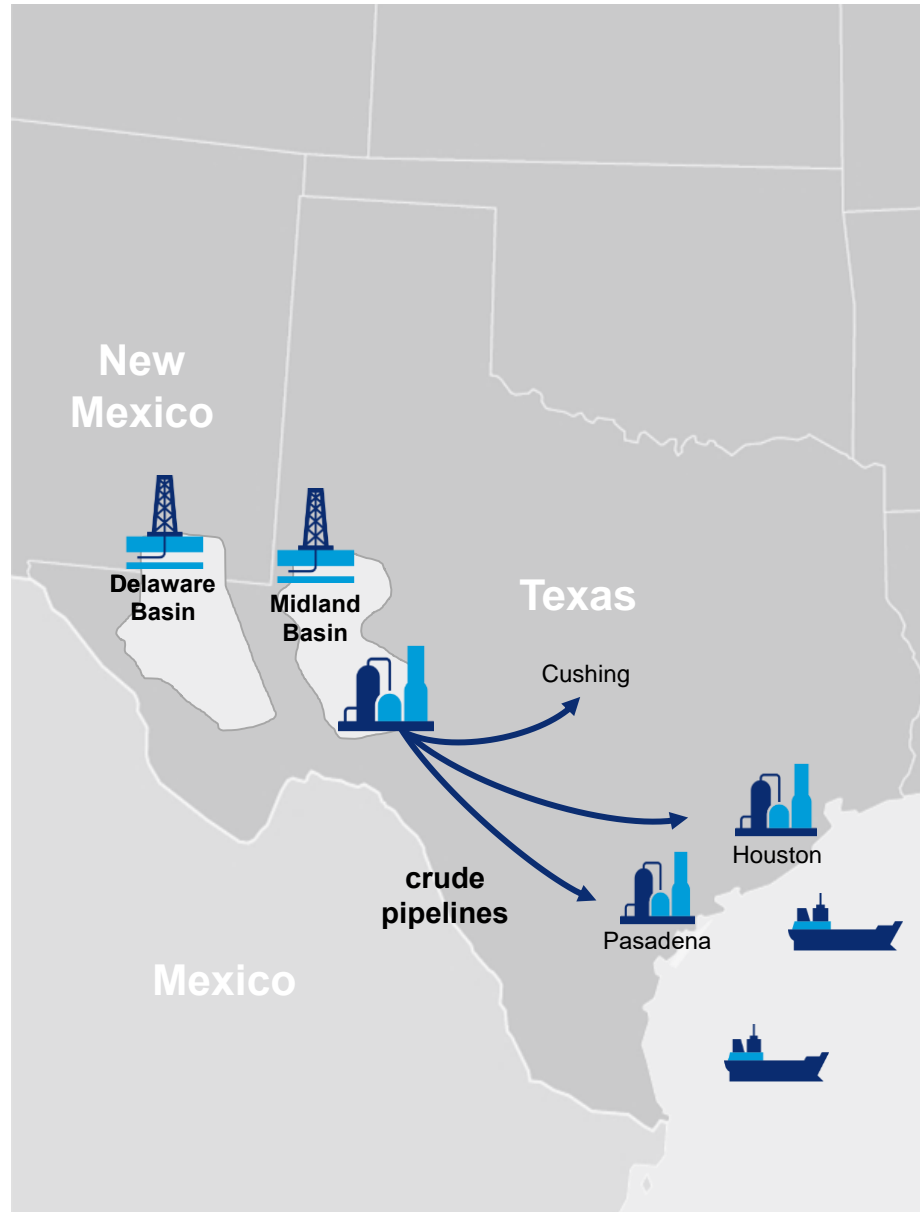 New
Mexico
Delaware
Basin
Midland
Basin
Texas
Cushing
Houston
crude
pipelines
Pasadena
Mexico